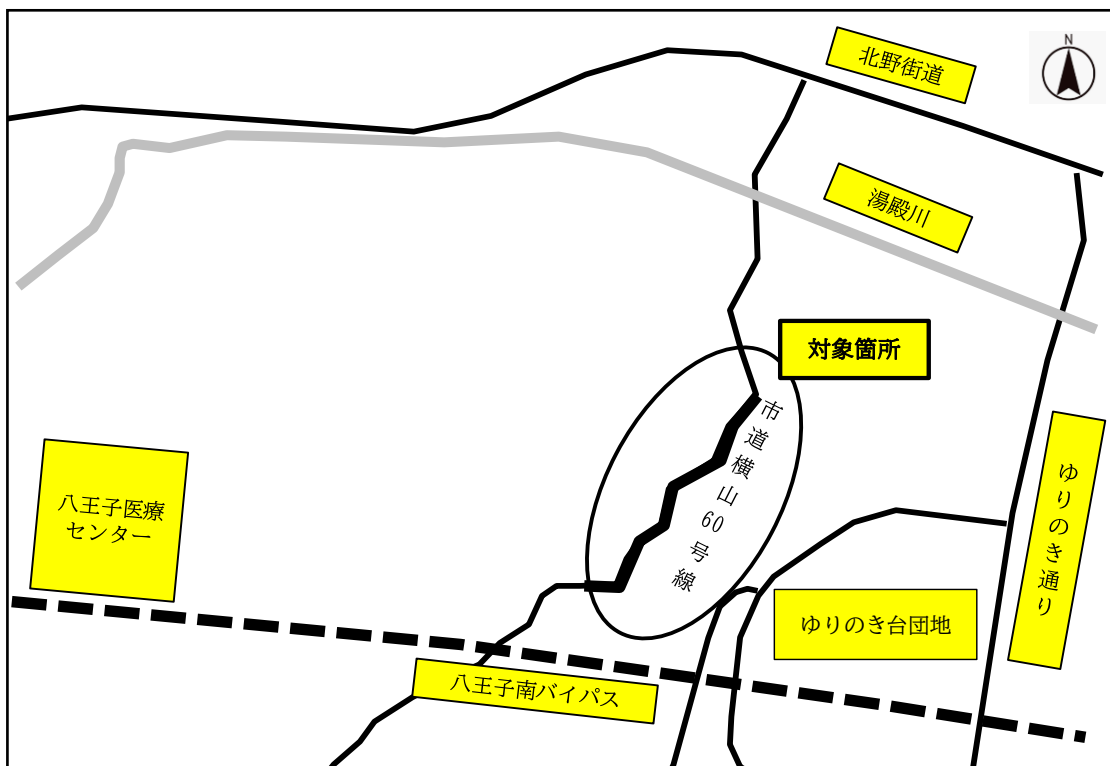 北野街道
N
湯殿川
対象箇所
市道横山60号線
八王子医療
センター
ゆりのき通り
ゆりのき台団地
八王子南バイパス